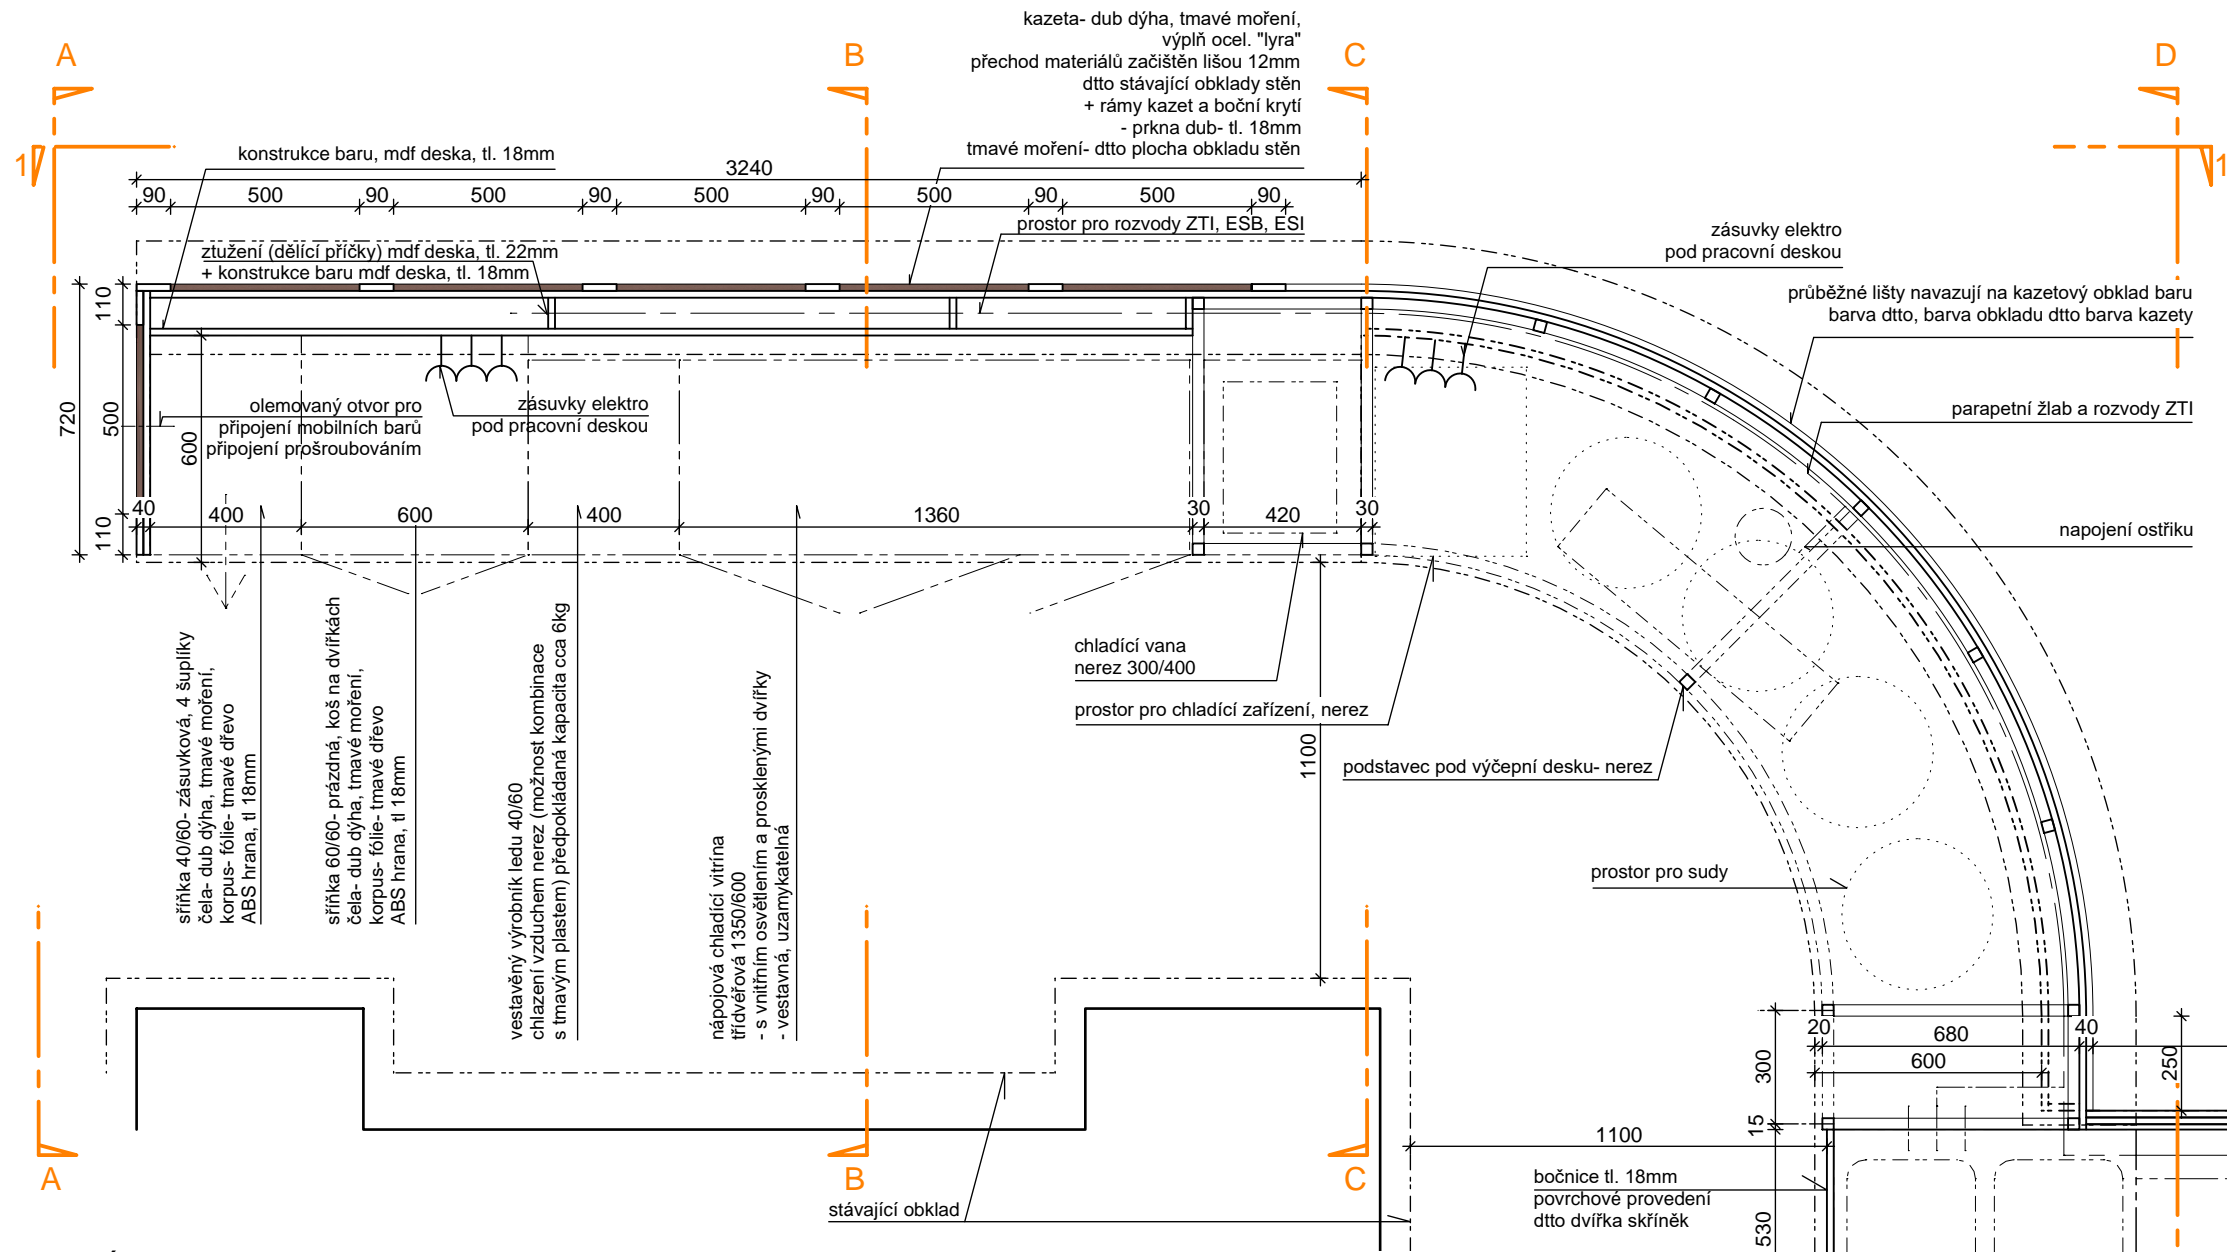 kazeta- dub dýha, tmavé moření,
výplň ocel. "lyra"
přechod materiálů začištěn lišou 12mm
dtto stávající obklady stěn
+ rámy kazet a boční krytí
- prkna dub- tl. 18mm
tmavé moření- dtto plocha obkladu stěn
A
B
C
D
1
1
konstrukce baru, mdf deska, tl. 18mm
3240
90
500
90
500
90
500
90
500
90
500
90
prostor pro rozvody ZTI, ESB, ESI
ztužení (dělící příčky) mdf deska, tl. 22mm
+ konstrukce baru mdf deska, tl. 18mm
zásuvky elektro
pod pracovní deskou
průběžné lišty navazují na kazetový obklad baru
barva dtto, barva obkladu dtto barva kazety
parapetní žlab a rozvody ZTI
napojení ostřiku
720
110
500
110
600
olemovaný otvor pro
připojení mobilních barů
připojení prošroubováním
zásuvky elektro
pod pracovní deskou
40
400
600
400
1360
30
420
30
sříňka 40/60- zásuvková, 4 šuplíky
čela- dub dýha, tmavé moření,
korpus- fólie- tmavé dřevo
ABS hrana, tl 18mm
sříňka 60/60- prázdná, koš na dvířkách
čela- dub dýha, tmavé moření,
korpus- fólie- tmavé dřevo
ABS hrana, tl 18mm
vestavěný výrobník ledu 40/60
chlazení vzduchem nerez (možnost kombinace
s tmavým plastem) předpokládaná kapacita cca 6kg
nápojová chladící vitrína
třídvéřová 1350/600
- s vnitřním osvětlením a prosklenými dvířky
- vestavná, uzamykatelná
chladící vana
nerez 300/400
prostor pro chladící zařízení, nerez
1100
podstavec pod výčepní desku- nerez
prostor pro sudy
20
680
40
600
300
15
530
250
1100
bočnice tl. 18mm
povrchové provedení
dtto dvířka skříněk
stávající obklad
A
B
C